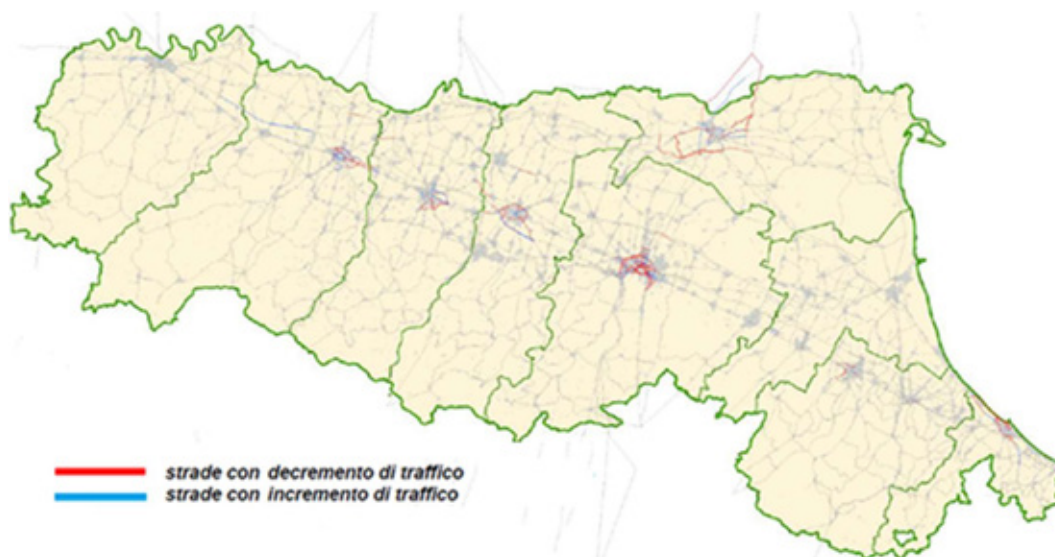 strade con decremento di traffico
strade con incremento di traffico